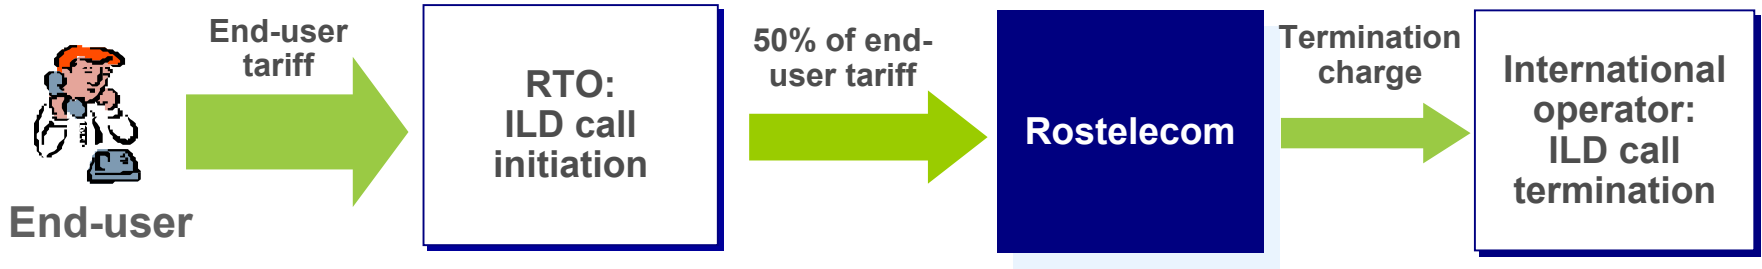 End-user
tariff
End-user
RTO:
ILD call
initiation
50% of end-
user tariff
Rostelecom
Termination
charge
International
operator:
ILD call
termination